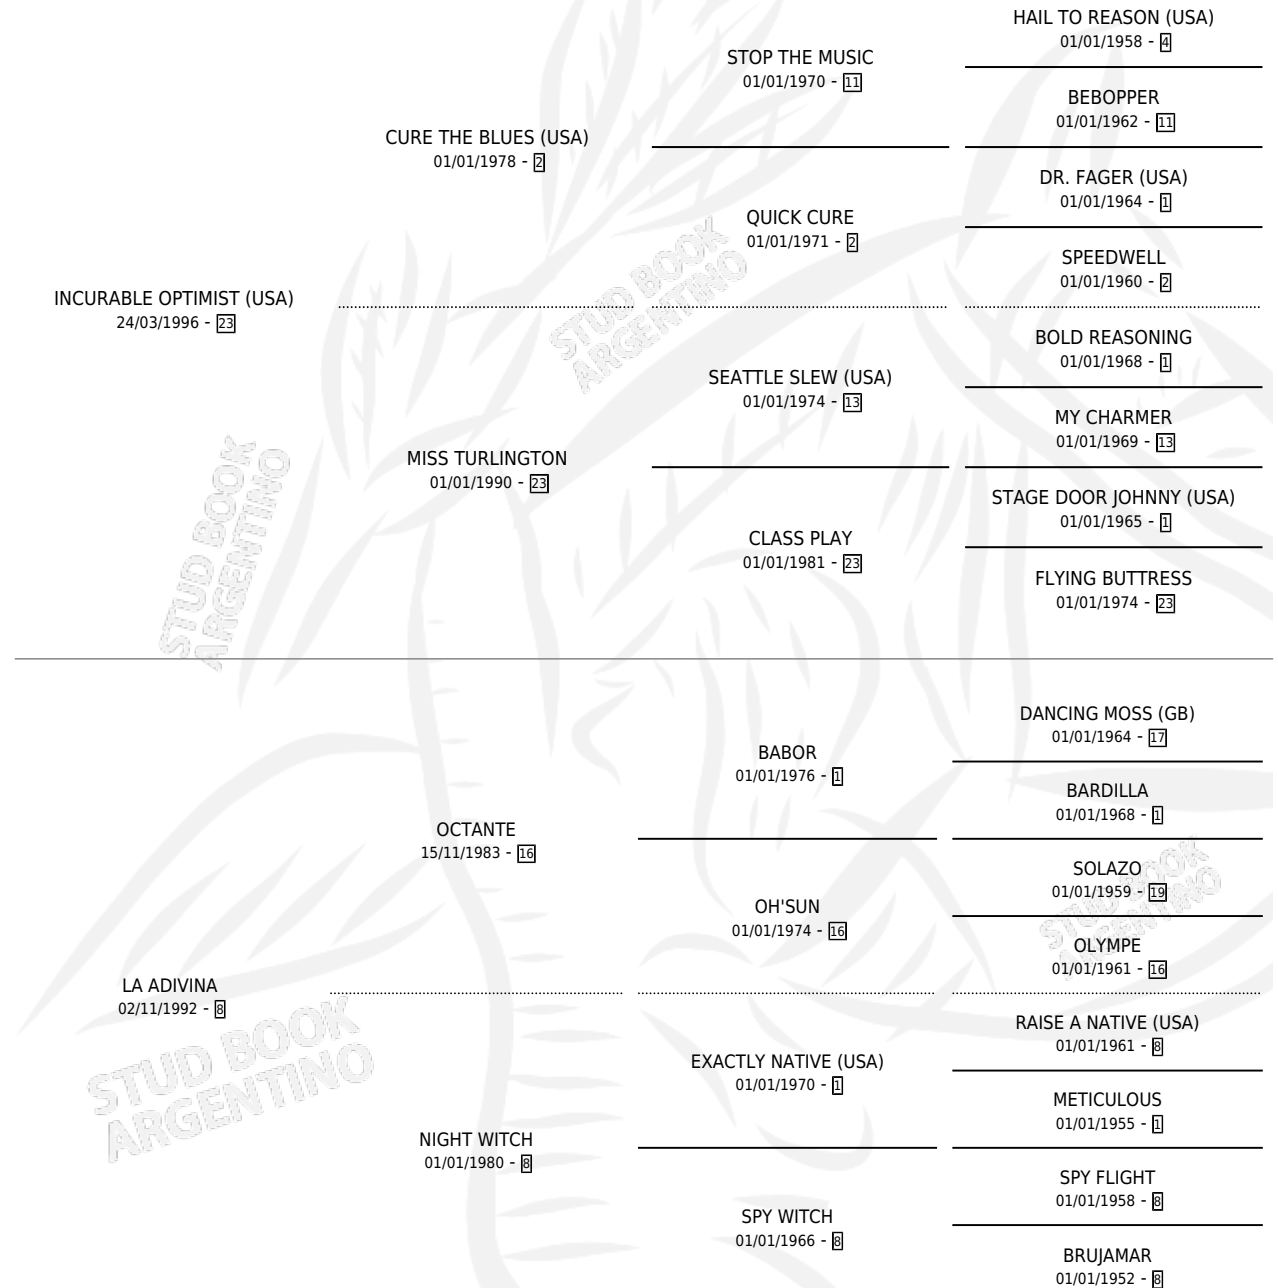 HAIL TO REASON (USA)
01/01/1958 - 4
STOP THE MUSIC
01/01/1970 - 11
BEBOPPER
01/01/1962 - 11
CURE THE BLUES (USA)
01/01/1978 - 2
DR. FAGER (USA)
01/01/1964 - 1
QUICK CURE
01/01/1971 - 2
SPEEDWELL
01/01/1960 - 2
INCURABLE OPTIMIST (USA)
24/03/1996 - 23
BOLD REASONING
01/01/1968 - 1
SEATTLE SLEW (USA)
01/01/1974 - 13
MY CHARMER
01/01/1969 - 13
MISS TURLINGTON
01/01/1990 - 23
STAGE DOOR JOHNNY (USA)
01/01/1965 - 1
CLASS PLAY
01/01/1981 - 23
FLYING BUTTRESS
01/01/1974 - 23
DANCING MOSS (GB)
01/01/1964 - 17
BABOR
01/01/1976 - 1
BARDILLA
01/01/1968 - 1
OCTANTE
15/11/1983 - 16
SOLAZO
01/01/1959 - 19
OH'SUN
01/01/1974 - 16
OLYMPE
01/01/1961 - 16
LA ADIVINA
02/11/1992 - 8
RAISE A NATIVE (USA)
01/01/1961 - 8
EXACTLY NATIVE (USA)
01/01/1970 - 1
METICULOUS
01/01/1955 - 1
NIGHT WITCH
01/01/1980 - 8
SPY FLIGHT
01/01/1958 - 8
SPY WITCH
01/01/1966 - 8
BRUJAMAR
01/01/1952 - 8
STUD BOOK
ARGENTINO
STUD BOOK
ARGENTINO
STUD BOOK
ARGENTINO
STUD BOOK
ARGENTINO